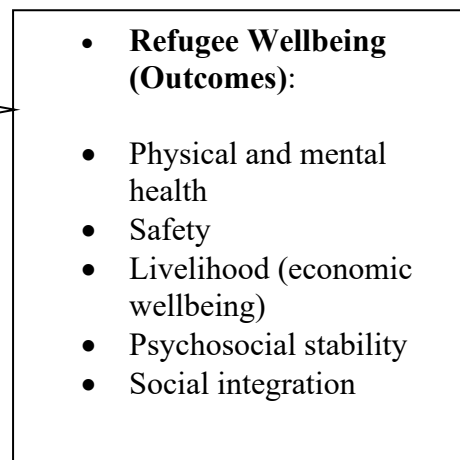 • Refugee Wellbeing
(Outcomes):
• Physical and mental
health
• Safety
• Livelihood (economic
wellbeing)
• Psychosocial stability
• Social integration